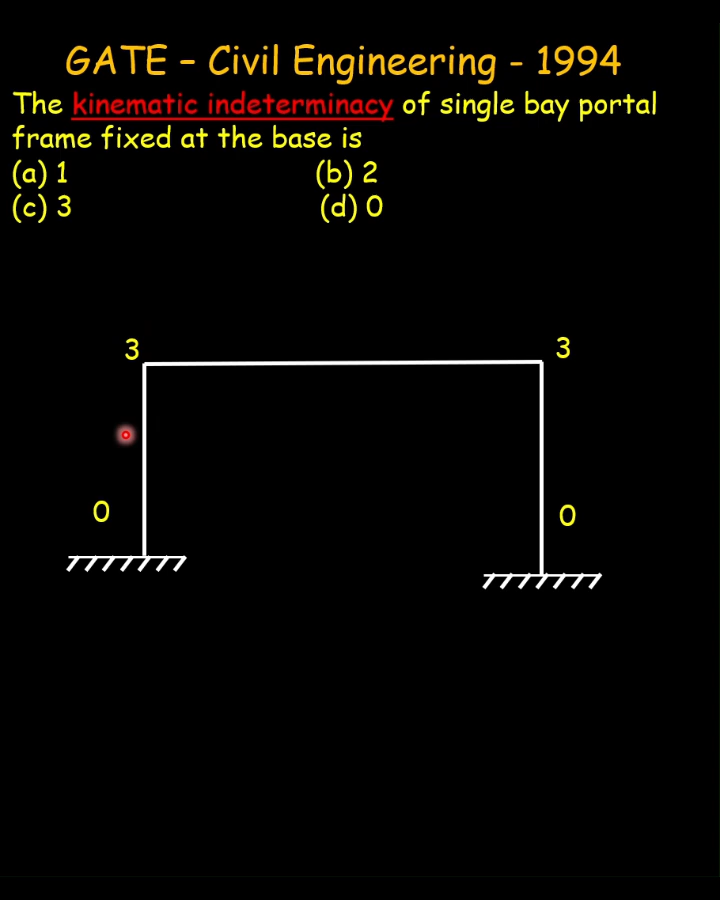 GATE – Civil Engineering - 1994
The kinematic indeterminacy of single bay portal
frame fixed at the base is
(a) 1 (b) 2
(c) 3 (d) 0
3 3
0 0